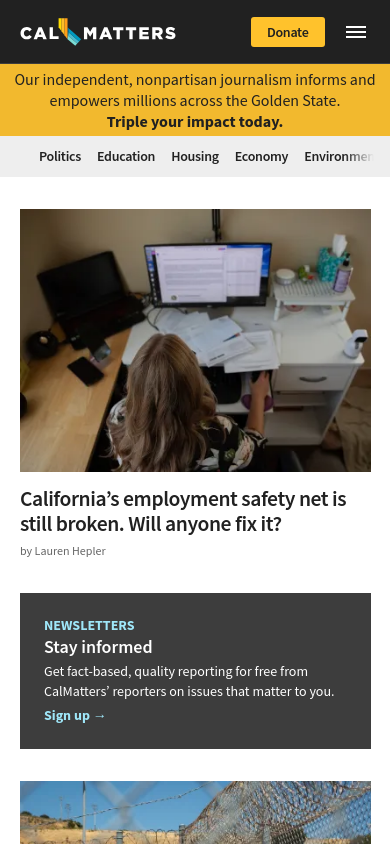 CAL MATTERS
Donate
Our independent, nonpartisan journalism informs and
empowers millions across the Golden State.
Triple your impact today.
Politics Education Housing Economy
California’s employment safety net is
still broken. Will anyone fix it?
by Lauren Hepler
NEWSLETTERS
Stay informed
Get fact-based, quality reporting for free from
CalMatters’ reporters on issues that matter to you.
Sign up →